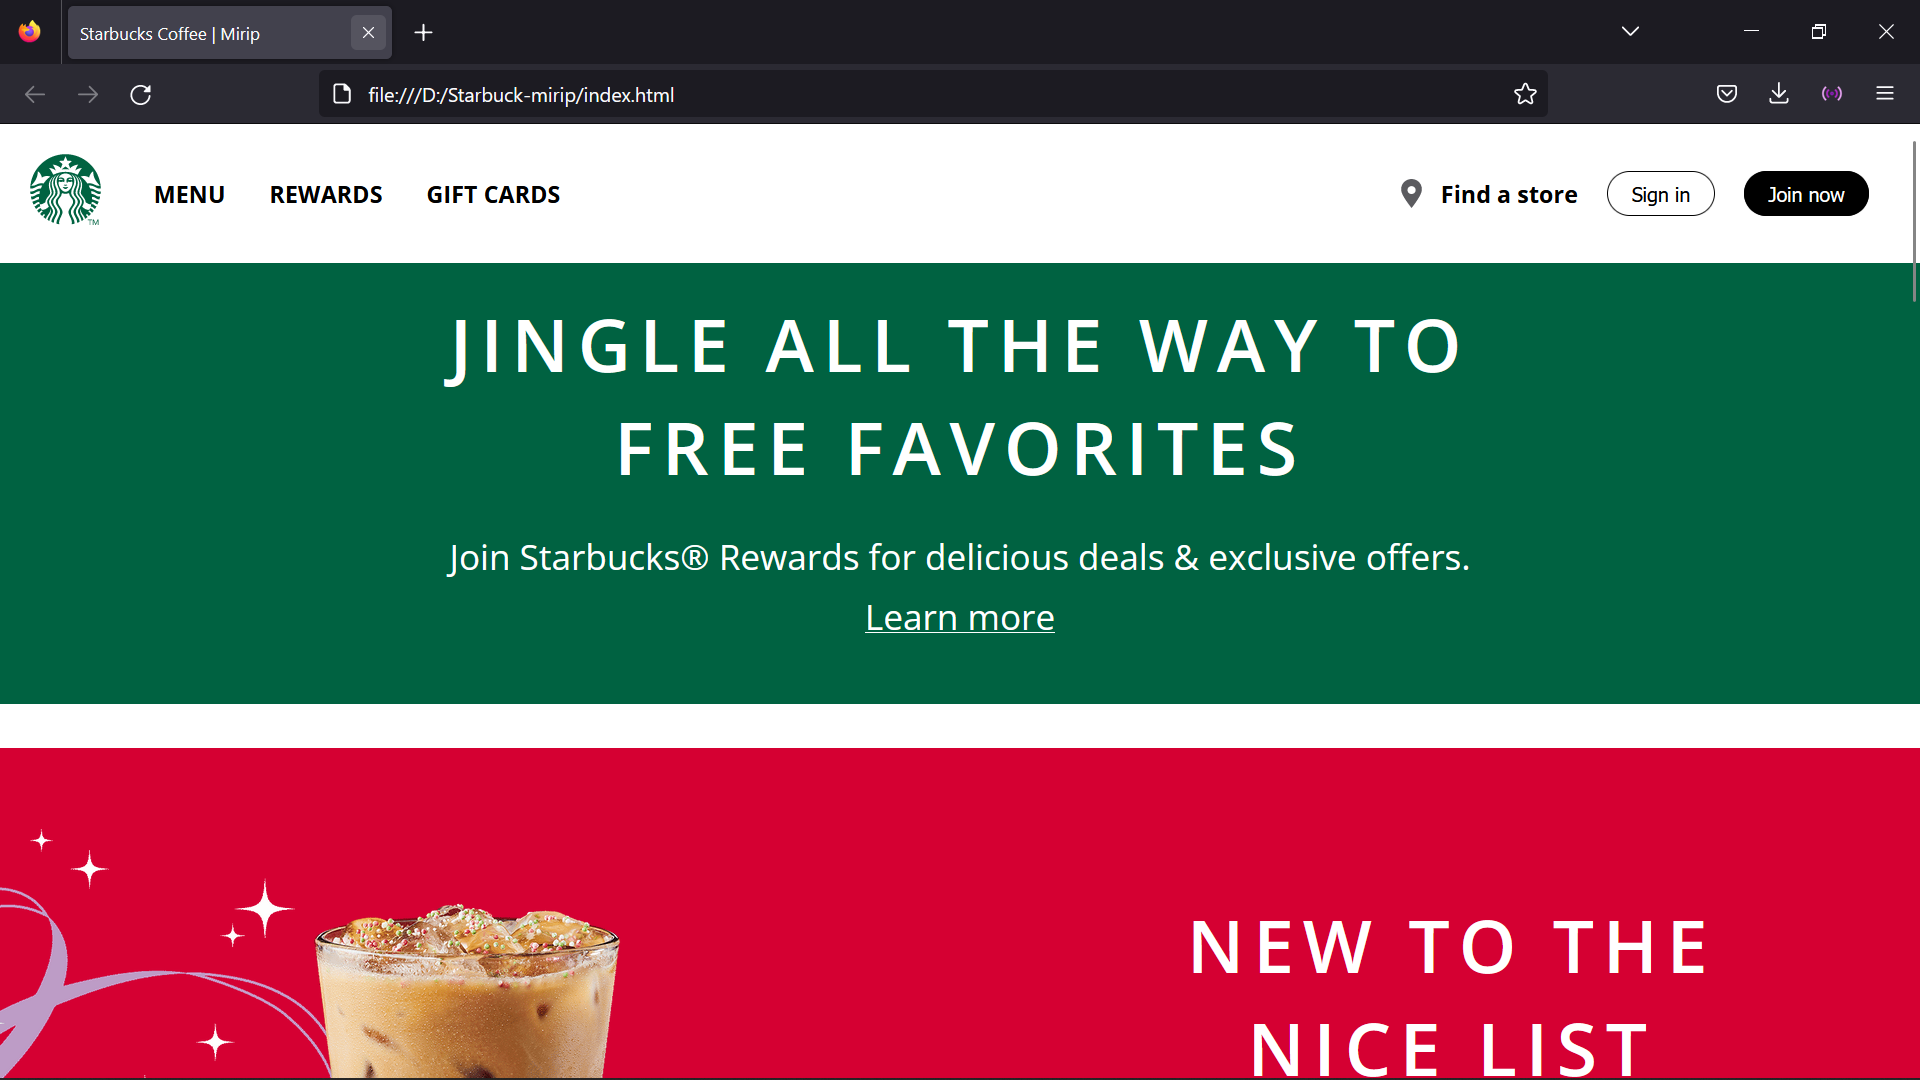 Starbucks Coffee | Mirip
file:///D:/Starbuck-mirip/index.html
TM
MENU REWARDS GIFT CARDS Find a store Sign in Join now
JINGLE ALL THE WAY TO
FREE FAVORITES
Join Starbucks® Rewards for delicious deals & exclusive offers.
Learn more
NEW TO THE
NICE LIST